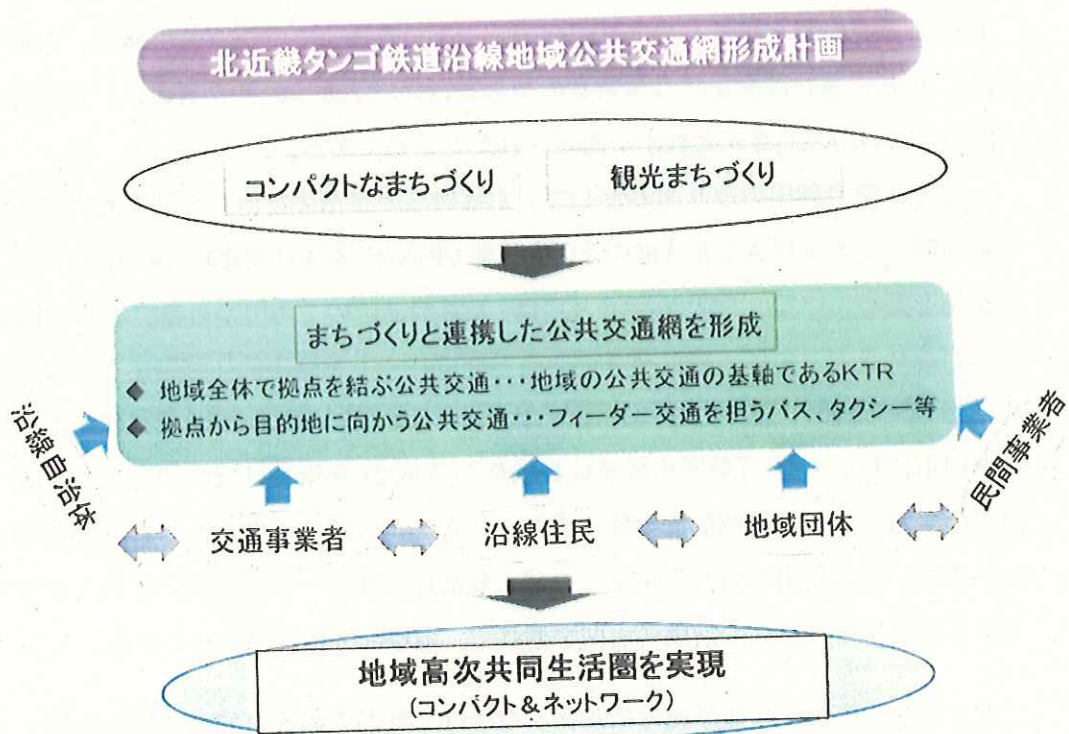 北近畿タンゴ鉄道沿線地域公共交通網形成計画
コンパクトなまちづくり
観光まちづくり
まちづくりと連携した公共交通網を形成
◆ 地域全体で拠点を結ぶ公共交通・・・地域の公共交通の基軸であるKTR
◆ 拠点から目的地に向かう公共交通・・・フィーダー交通を担うバス、タクシー等
沿線自治体
交通事業者
沿線住民
地域団体
民間事業者
地域高次共同生活圏を実現
(コンパクト&ネットワーク)